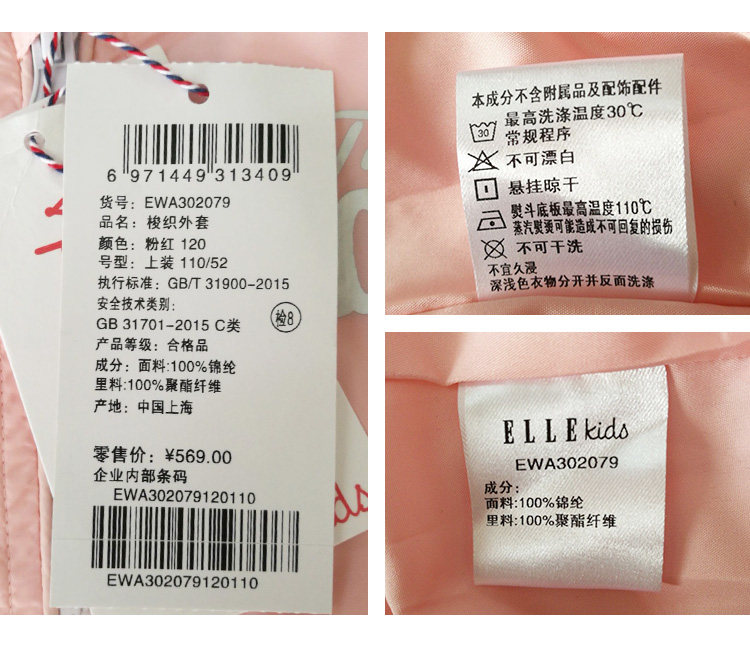 6 971449 313409
货号: EWA302079
品名: 梭织外套
颜色: 粉红 120
号型: 上装 110/52
执行标准: GB/T 31900-2015
安全技术类别:
GB 31701-2015 C类
检8
产品等级: 合格品
成分: 面料:100%锦纶
里料:100%聚酯纤维
产地: 中国上海
零售价: ¥569.00
企业内部条码
EWA302079120110
EWA302079120110
kids
本成分不含附属品及配饰配件
30
最高洗涤温度30℃
常规程序
不可漂白
悬挂晾干
熨斗底板最高温度110℃
蒸汽熨烫可能造成不可回复的损伤
不可干洗
不宜久浸
深浅色衣物分开并反面洗涤
ELLE kids
EWA302079
成分:
面料:100%锦纶
里料:100%聚酯纤维